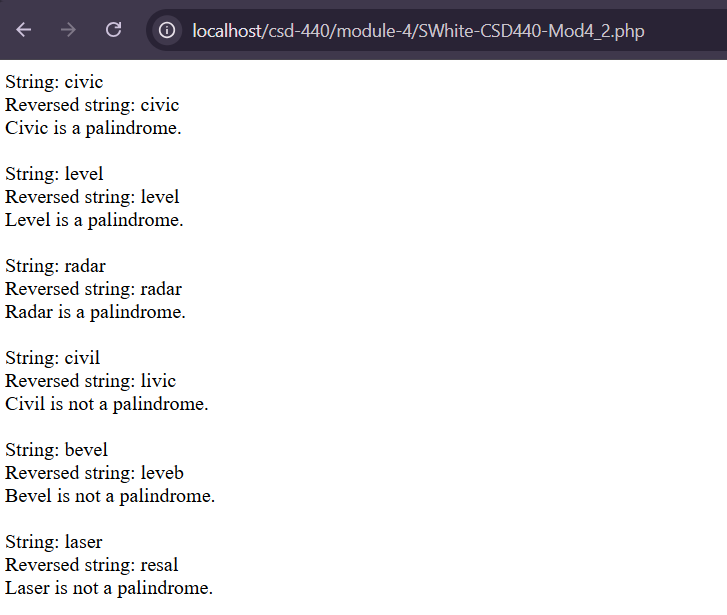 localhost/csd-440/module-4/SWhite-CSD440-Mod4_2.php
String: civic
Reversed string: civic
Civic is a palindrome.
String: level
Reversed string: level
Level is a palindrome.
String: radar
Reversed string: radar
Radar is a palindrome.
String: civil
Reversed string: livic
Civil is not a palindrome.
String: bevel
Reversed string: leveb
Bevel is not a palindrome.
String: laser
Reversed string: resal
Laser is not a palindrome.